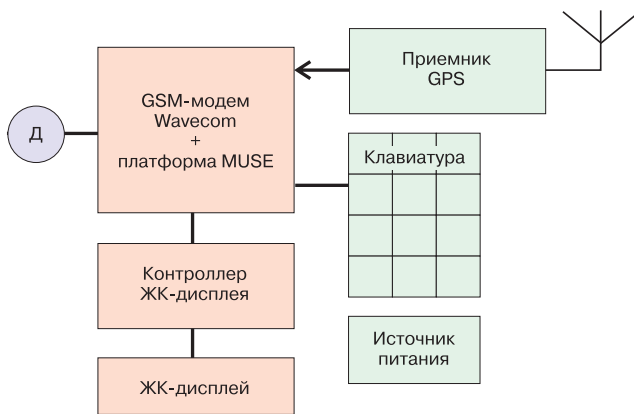 Приемник
GPS
GSM-модем
Wavecom
+
платформа MUSE
Д
Клавиатура
Контроллер
ЖК-дисплея
Источник
питания
ЖК-дисплей